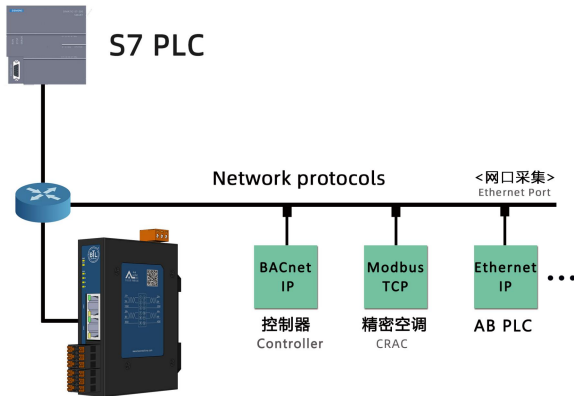 S7 PLC
Network protocols
<网口采集>
Ethernet Port
BACnet
IP
Modbus
TCP
Ethernet
IP
控制器
Controller
精密空调
CRAC
AB PLC